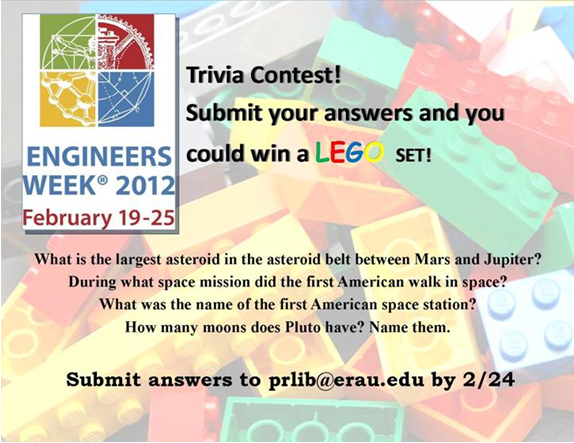 ENGINEERS
WEEK® 2012
February 19-25
Trivia Contest!
Submit your answers and you
could win a LEGO SET!
What is the largest asteroid in the asteroid belt between Mars and Jupiter?
During what space mission did the first American walk in space?
What was the name of the first American space station?
How many moons does Pluto have? Name them.
Submit answers to prlib@erau.edu by 2/24